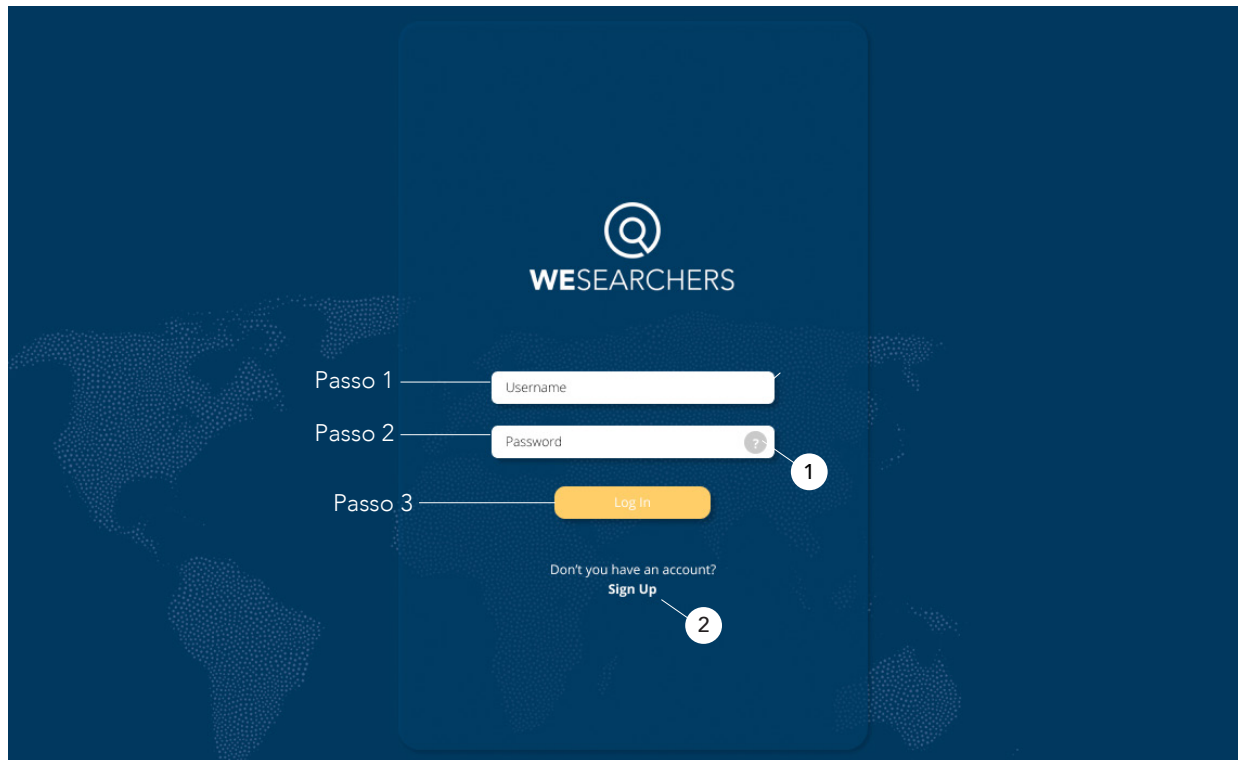 WESEARCHERS
Passo 1
Username
Passo 2
Password
?
1
Passo 3
Log In
Don't you have an account?
Sign Up
2